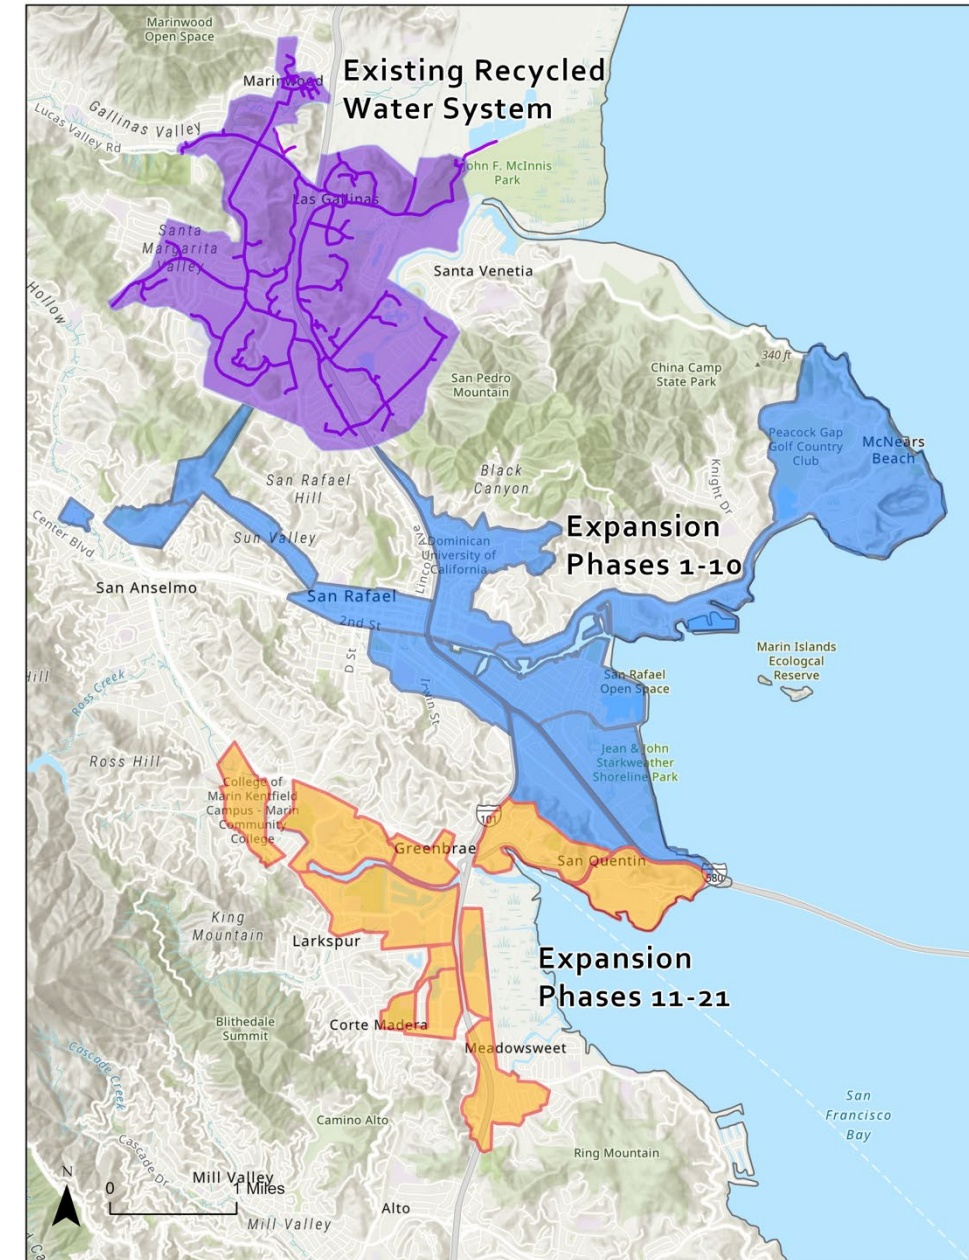 Marinwood
Open Space
Existing Recycled
Water System
Marinwood
Gallinas Valley
Lucas Valley Rd
John F. McInnis
Park
Las Gallinas
Santa
Margarita
Valley
Santa Venetia
Hollow
340 ft
China Camp
State Park
San Pedro
Mountain
Peacock Gap
Golf Country
Club
McNears
Beach
Black
Canyon
Knight Dr
San Rafael
Hill
Center Blvd
Sun Valley
Lincoln Ave
Dominican
University of
California
Expansion
Phases 1-10
San Anselmo
San Rafael
2nd St
D St
Irwin St
Marin Islands
Ecologcal
Reserve
San Rafael
Open Space
Hill
Ross Creek
Ross Hill
Jean & John
Starkweather
Shoreline Park
College of
Marin Kentfield
Campus - Marin
Community
College
101
Greenbrae
San Quentin
580
King
Mountain
Larkspur
Expansion
Phases 11-21
Blithedale
Summit
Corte Madera
Meadowsweet
Cascade Creek
Camino Alto
San
Francisco
Bay
Cascade Dr
Ring Mountain
Mill Valley
N
0
1 Miles
Alto
Mill Valley